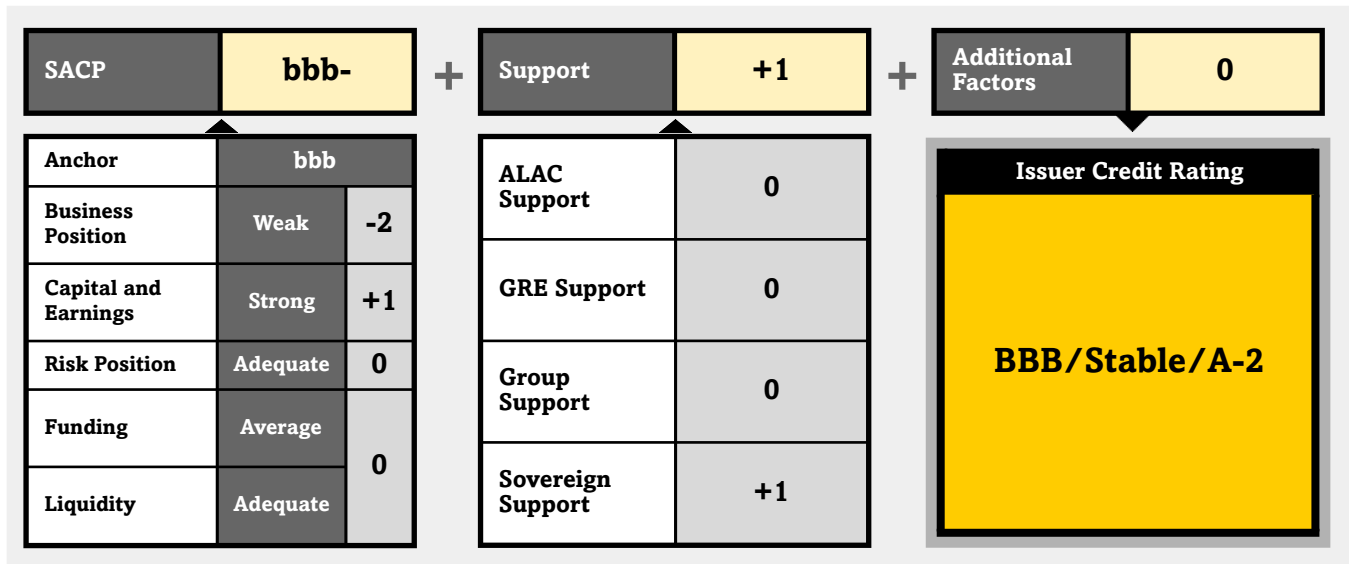 SACP
bbb-
+
Support
+1
+
Additional
Factors
0
Anchor
bbb
Business
Position
Weak
-2
Capital and
Earnings
Strong
+1
Risk Position
Adequate
0
Funding
Average
Liquidity
Adequate
0
ALAC
Support
0
GRE Support
0
Group
Support
0
Sovereign
Support
+1
Issuer Credit Rating
BBB/Stable/A-2